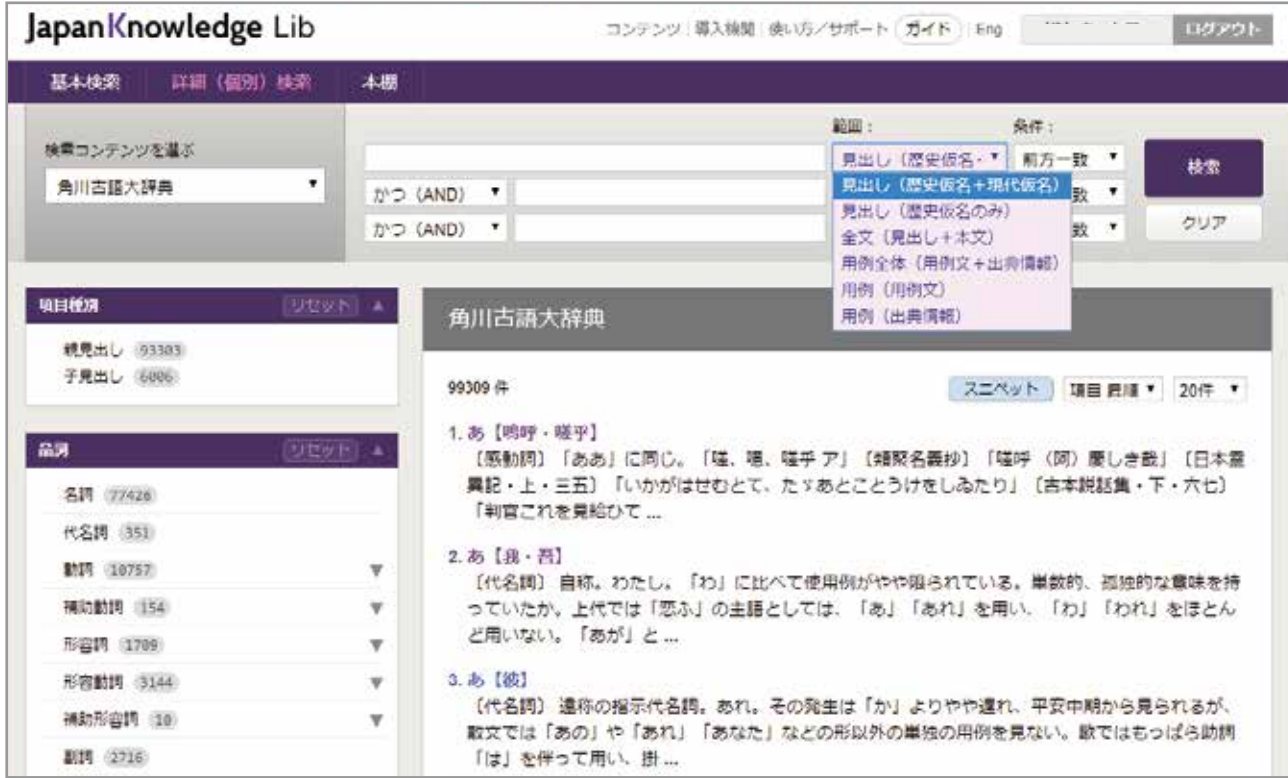 JapanKnowledge Lib
コンテンツ 導入機関 使い方／サポート ガイド Eng
ログアウト
基本検索 詳細（個別）検索 本棚
範囲： 条件：
検索コンテンツを選ぶ
見出し（歴史仮名・ 前方一致 検索
角川古語大辞典
かつ（AND） 見出し（歴史仮名＋現代仮名） 致
見出し（歴史仮名のみ）
かつ（AND） 全文（見出し＋本文） 致 クリア
用例全体（用例文＋出典情報）
用例（用例文）
用例（出典情報）
項目種別 リセット ▲
親見出し 93303
子見出し 6006
角川古語大辞典
99309 件 スニペット 項目 昇順 20件
品詞 リセット ▲
名詞 77426
代名詞 (351)
動詞 10757
補助動詞 154
形容詞 1709
形容動詞 3144
補助形容詞 10
副詞 2716
1. あ【嗚呼・嗟乎】
〔感動詞〕「ああ」に同じ。「嗟、噫、嗟乎 ア」〔類聚名義抄〕「嗟呼（阿）慶しき哉」〔日本霊
異記・上・三五〕「いかがはせむとて、たゞあとことうけをしゐたり」〔古本説話集・下・六七〕
「判官これを見給ひて ...
2. あ【我・吾】
〔代名詞〕 自称。わたし。「わ」に比べて使用例がやや限られている。単数的、孤独的な意味を持
っていたか。上代では「恋ふ」の主語としては、「あ」「あれ」を用い、「わ」「われ」をほとん
ど用いない。「あが」と ...
3. あ【彼】
〔代名詞〕 遠称の指示代名詞。あれ。その発生は「か」よりやや遅れ、平安中期から見られるが、
散文では「あの」や「あれ」「あなた」などの形以外の単独の用例を見ない。歌ではもっぱら助詞
「は」を伴って用い、掛 ...